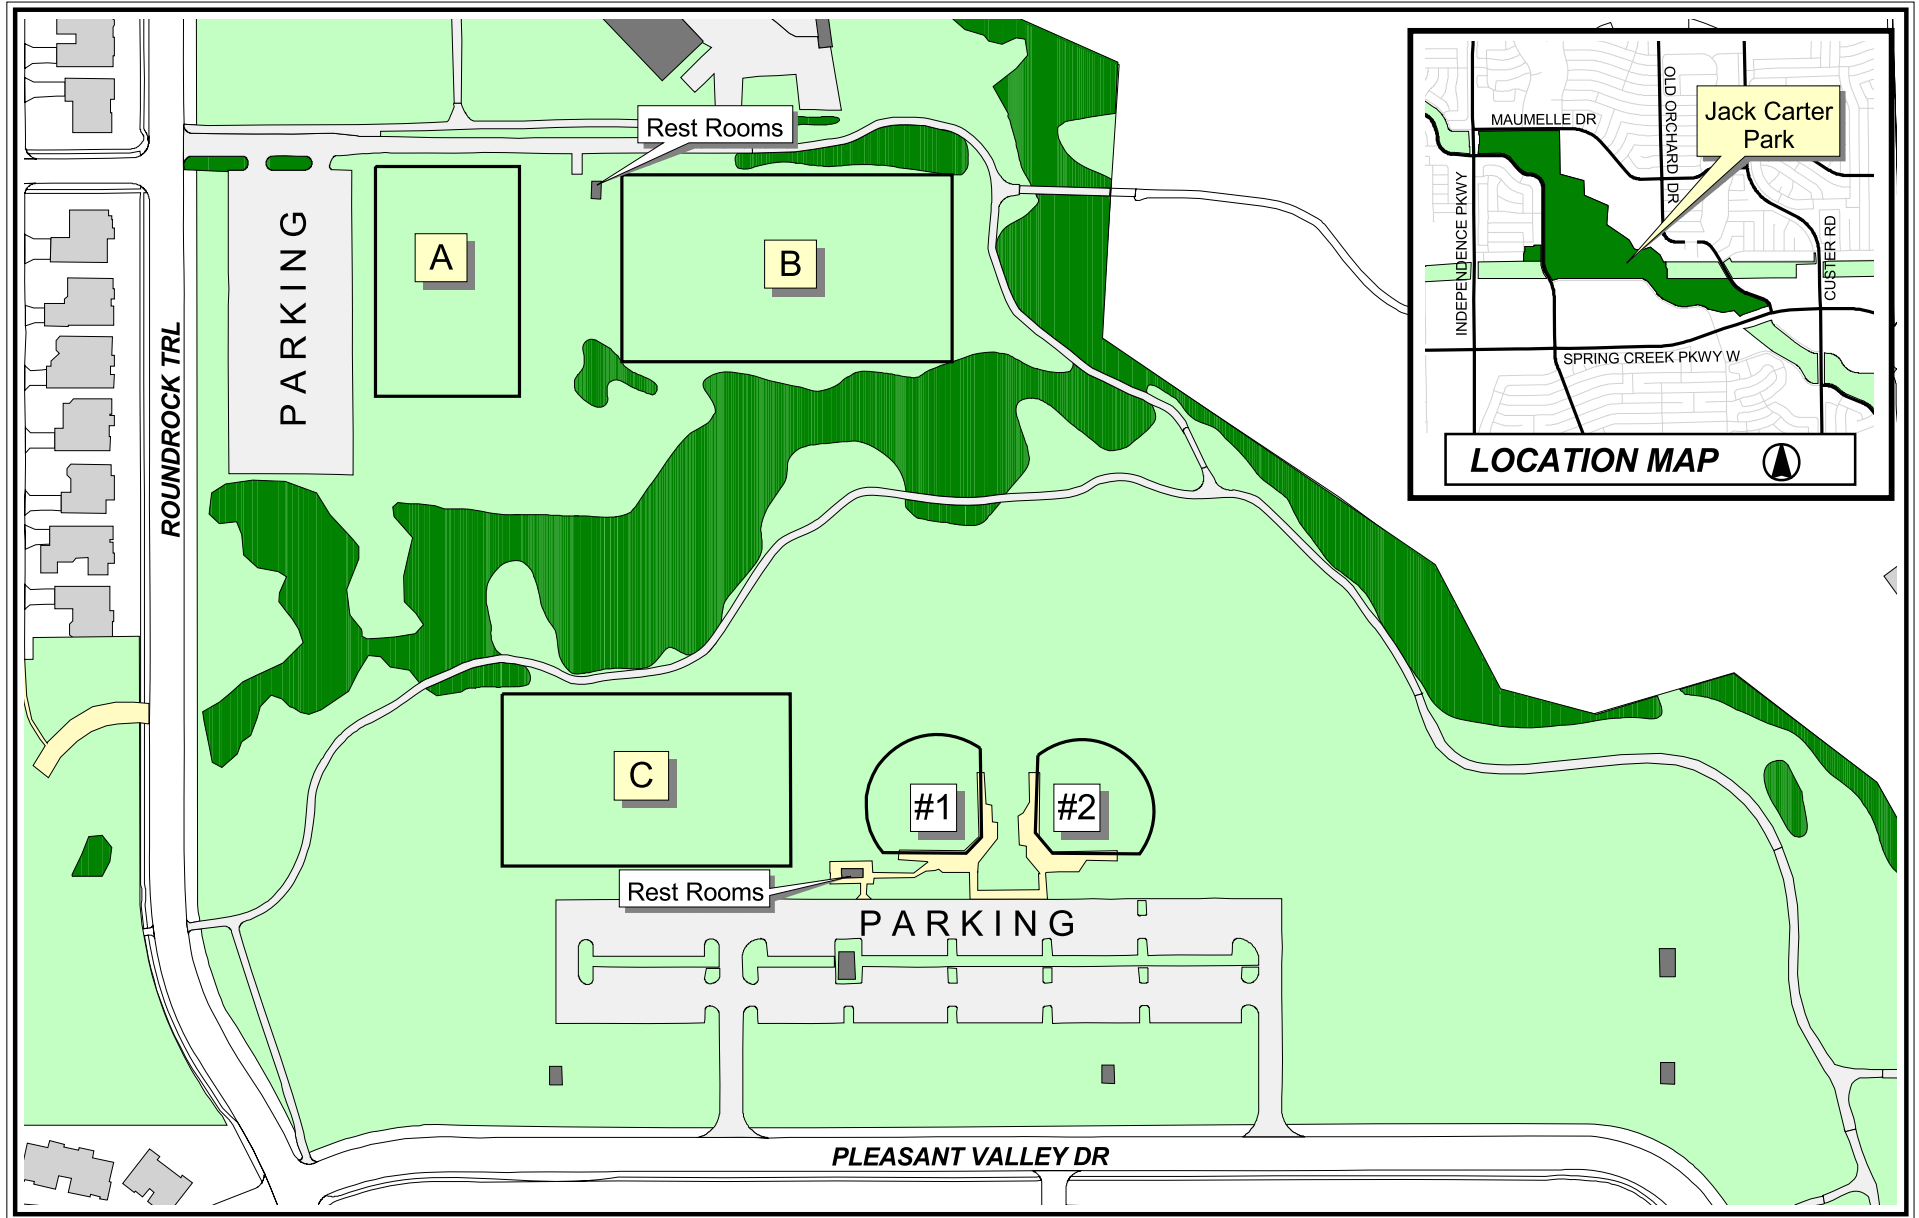 Rest Rooms
A
B
PARKING
ROUNDROCK TRL
C
#1
#2
Rest Rooms
PARKING
PLEASANT VALLEY DR
Jack Carter
Park
MAUMELLE DR
OLD ORCHARD DR
INDEPENDENCE PKWY
CUSTER RD
SPRING CREEK PKWY W
LOCATION MAP